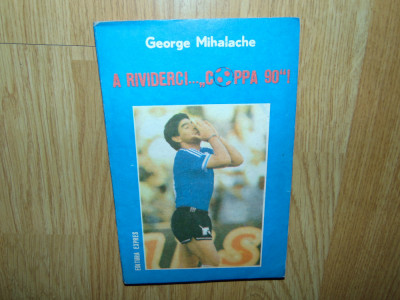 George Mihalache
A RIVIDERCI...„COPPA 90"!
EDITURA EXPRES